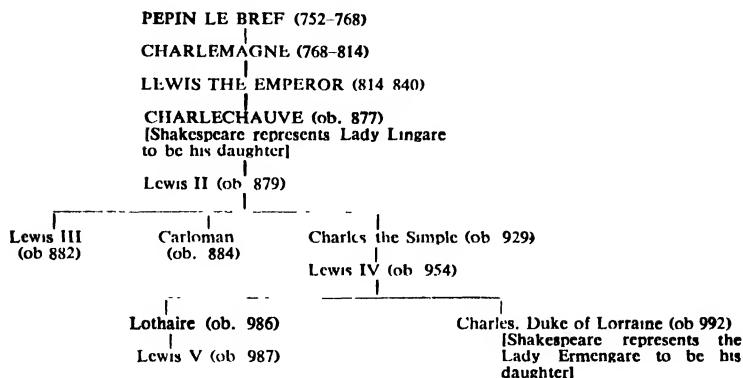 PEPIN LE BREF (752-768)
CHARLEMAGNE (768-814)
LEWIS THE EMPEROR (814 840)
CHARLECHAUVE (ob. 877)
[Shakespeare represents Lady Lingare
to be his daughter]
Lewis II (ob 879)
Lewis III
(ob 882)
Carloman
(ob. 884)
Charles the Simple (ob 929)
Lewis IV (ob 954)
Lothaire (ob. 986)
Lewis V (ob 987)
Charles. Duke of Lorraine (ob 992)
[Shakespeare represents the
Lady Ermengare to be his
daughter]